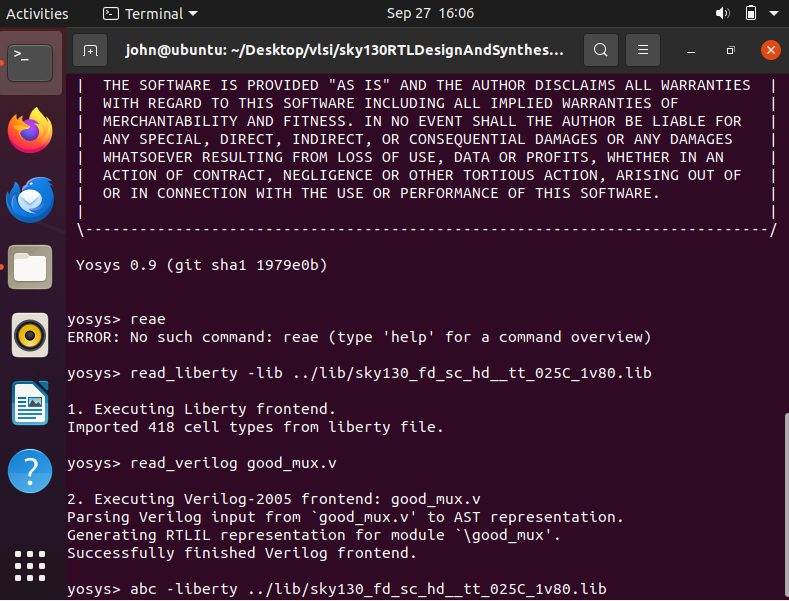 Activities
Terminal
Sep 27 16:06
john@ubuntu: ~/Desktop/vlsi/sky130RTLDesignAndSynthes...
| THE SOFTWARE IS PROVIDED "AS IS" AND THE AUTHOR DISCLAIMS ALL WARRANTIES |
| WITH REGARD TO THIS SOFTWARE INCLUDING ALL IMPLIED WARRANTIES OF |
| MERCHANTABILITY AND FITNESS. IN NO EVENT SHALL THE AUTHOR BE LIABLE FOR |
| ANY SPECIAL, DIRECT, INDIRECT, OR CONSEQUENTIAL DAMAGES OR ANY DAMAGES |
| WHATSOEVER RESULTING FROM LOSS OF USE, DATA OR PROFITS, WHETHER IN AN |
| ACTION OF CONTRACT, NEGLIGENCE OR OTHER TORTIOUS ACTION, ARISING OUT OF |
| OR IN CONNECTION WITH THE USE OR PERFORMANCE OF THIS SOFTWARE. |
| |
\----------------------------------------------------------------------------/
Yosys 0.9 (git sha1 1979e0b)
yosys> reae
ERROR: No such command: reae (type 'help' for a command overview)
yosys> read_liberty -lib ../lib/sky130_fd_sc_hd__tt_025C_1v80.lib
1. Executing Liberty frontend.
Imported 418 cell types from liberty file.
yosys> read_verilog good_mux.v
2. Executing Verilog-2005 frontend: good_mux.v
Parsing Verilog input from `good_mux.v' to AST representation.
Generating RTLIL representation for module `\good_mux'.
Successfully finished Verilog frontend.
yosys> abc -liberty ../lib/sky130_fd_sc_hd__tt_025C_1v80.lib